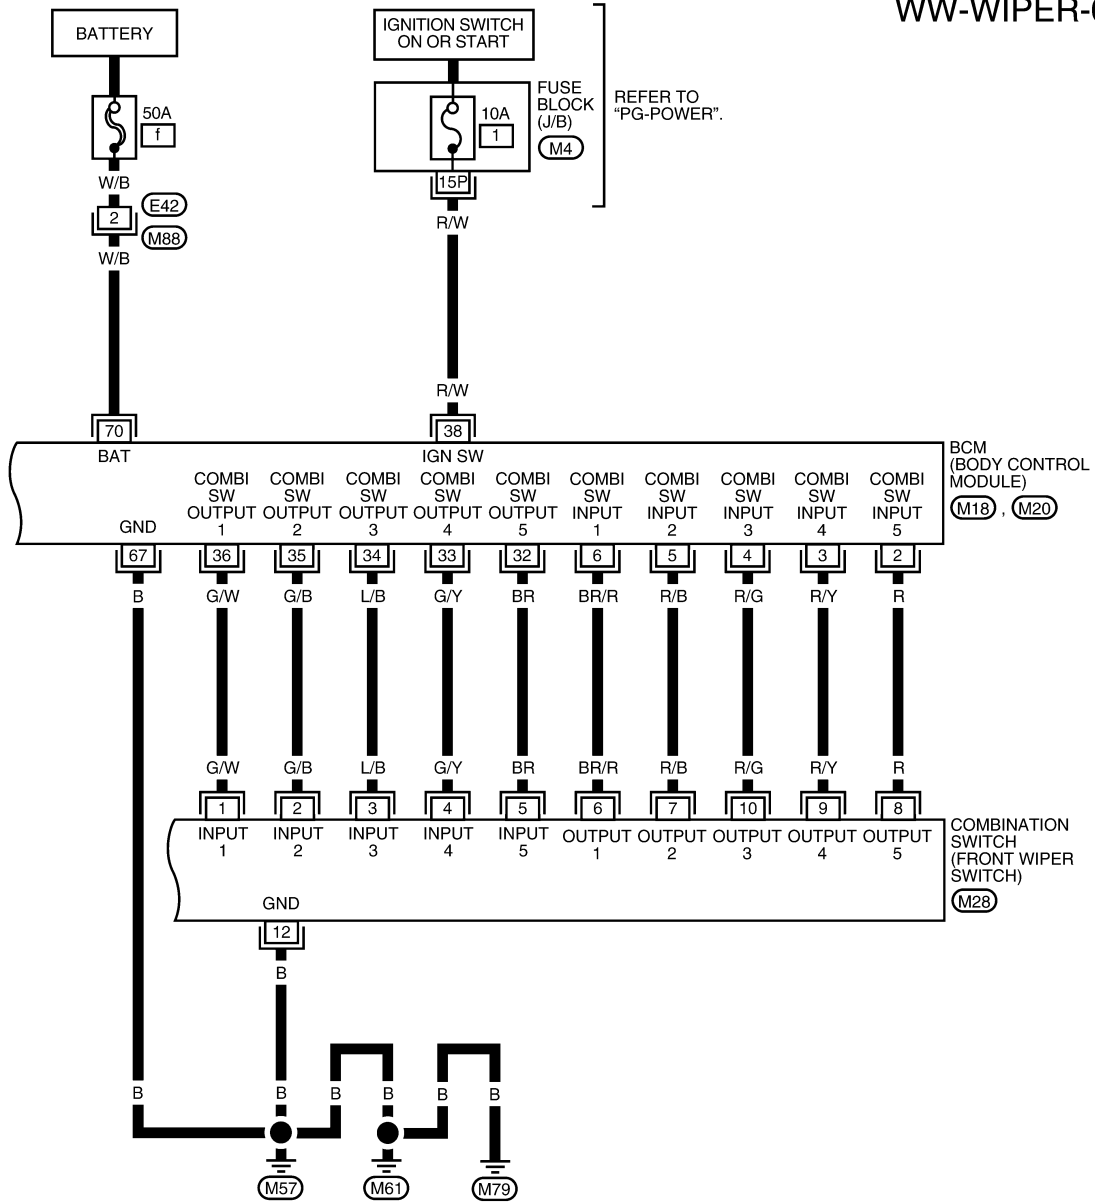 WW-WIPER-
BATTERY
IGNITION SWITCH
ON OR START
50A
f
10A
1
FUSE
BLOCK
(J/B)
M4
REFER TO
“PG-POWER”.
15P
W/B
2
E42
M88
W/B
R/W
R/W
70
38
BAT
IGN SW
BCM
(BODY CONTROL
MODULE)
M18 , M20
GND
COMBI
SW
OUTPUT
1
COMBI
SW
OUTPUT
2
COMBI
SW
OUTPUT
3
COMBI
SW
OUTPUT
4
COMBI
SW
OUTPUT
5
COMBI
SW
INPUT
1
COMBI
SW
INPUT
2
COMBI
SW
INPUT
3
COMBI
SW
INPUT
4
COMBI
SW
INPUT
5
67 36 35 34 33 32 6 5 4 3 2
B G/W G/B L/B G/Y BR BR/R R/B R/G R/Y R
G/W G/B L/B G/Y BR BR/R R/B R/G R/Y R
1 2 3 4 5 6 7 10 9 8
INPUT
1
INPUT
2
INPUT
3
INPUT
4
INPUT
5
OUTPUT
1
OUTPUT
2
OUTPUT
3
OUTPUT
4
OUTPUT
5
COMBINATION
SWITCH
(FRONT WIPER
SWITCH)
M28
GND
12
B
B B B B B B
M57 M61 M79